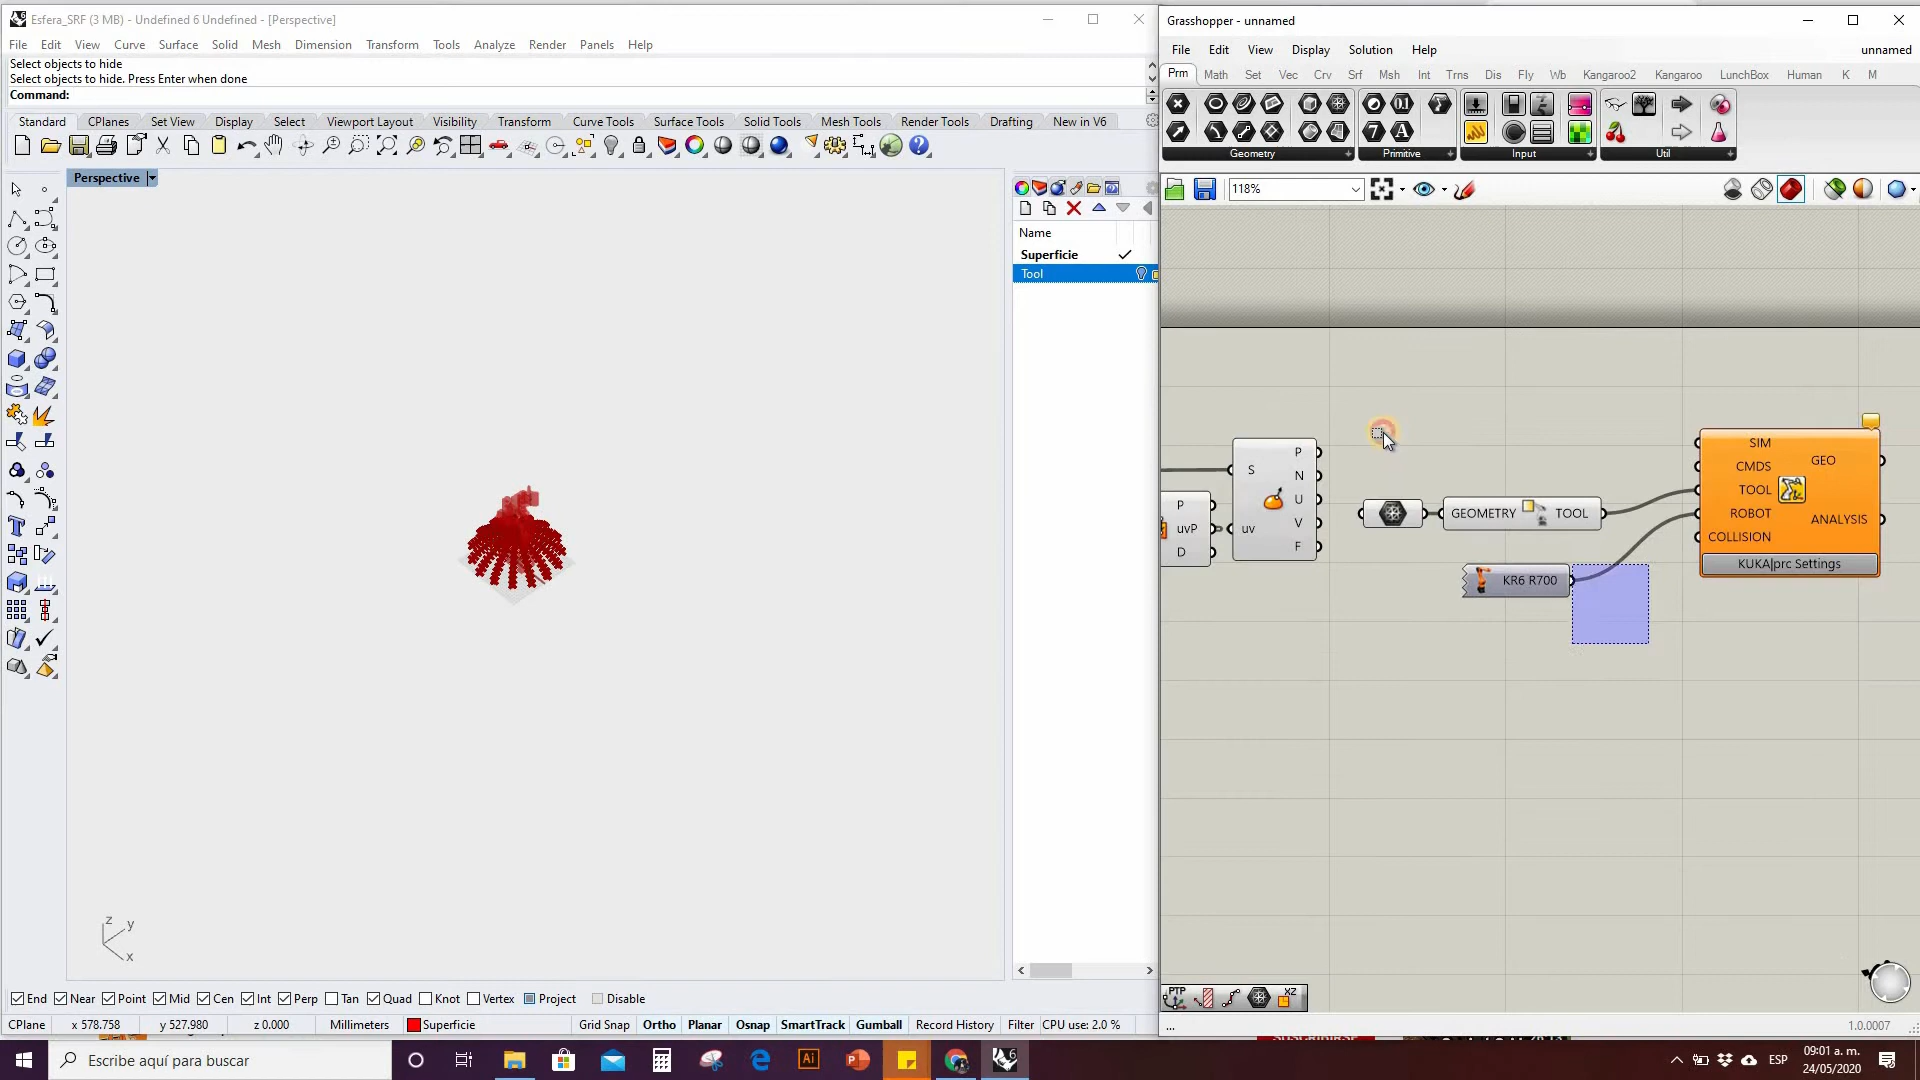 Esfera_SRF (3 MB) - Undefined 6 Undefined - [Perspective]
File Edit View Curve Surface Solid Mesh Dimension Transform Tools Analyze Render Panels Help
Select objects to hide
Select objects to hide. Press Enter when done
Command:
Standard CPlanes Set View Display Select Viewport Layout Visibility Transform Curve Tools Surface Tools Solid Tools Mesh Tools Render Tools Drafting New in V6
Perspective
Name
Superficie
Tool
z
y
x
End Near Point Mid Cen Int Perp Tan Quad Knot Vertex Project Disable
CPlane x 578.758 y 527.980 z 0.000 Millimeters Superficie Grid Snap Ortho Planar Osnap SmartTrack Gumball Record History Filter CPU use: 2.0 %
Grasshopper - unnamed
File Edit View Display Solution Help unnamed
Prm Math Set Vec Crv Srf Msh Int Trns Dis Fly Wb Kangaroo2 Kangaroo LunchBox Human K M
Geometry Primitive Input Util
118%
P
uvP
D
S
uv
P
N
U
V
F
GEOMETRY TOOL
KR6 R700
SIM
CMDS
TOOL
ROBOT
COLLISION
GEO
ANALYSIS
KUKA|prc Settings
PTP
XZ
...
1.0.0007
Escribe aquí para buscar
ESP
09:01 a. m.
24/05/2020